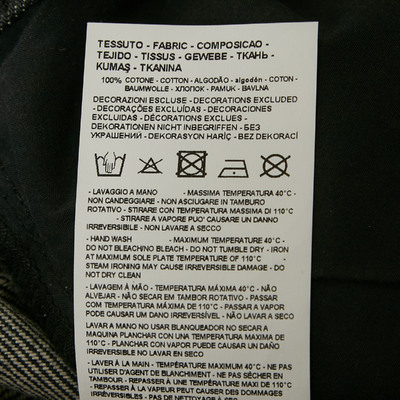 TESSUTO - FABRIC - COMPOSICAO -
TEJIDO - TISSUS - GEWEBE - ТКАНЬ -
KUMAŞ - TKANINA
100% COTONE - COTTON - ALGODÃO - algodón - COTON -
BAUMWOLLE - ХЛОПОК - PAMUK - BAVLNA
DECORAZIONI ESCLUSE - DECORATIONS EXCLUDED
- DECORAÇÕES EXCLUÍDAS - DECORACIONES
EXCLUIDAS - DÉCORATIONS EXCLUES -
DEKORATIONEN NICHT INBEGRIFFEN - БЕЗ
УКРАШЕНИЙ - DEKORASYON HARİÇ - BEZ DEKORACÍ
- LAVAGGIO A MANO - MASSIMA TEMPERATURA 40°C -
NON CANDEGGIARE - NON ASCIUGARE IN TAMBURO
ROTATIVO - STIRARE CON TEMPERATURA MASSIMA DI 110°C
- STIRARE A VAPORE PUO' CAUSARE UN DANNO
IRREVERSIBILE - NON LAVARE A SECCO
- HAND WASH - MAXIMUM TEMPERATURE 40°C -
DO NOT BLEACHING BLEACH - DO NOT TUMBLE DRY - IRON
AT MAXIMUM SOLE PLATE TEMPERATURE OF 110°C -
STEAM IRONING MAY CAUSE IRREVERSIBLE DAMAGE - DO
NOT DRY CLEAN
- LAVAGEM À MÃO - TEMPERATURA MÁXIMA 40°C - NÃO
ALVEJAR - NÃO SECAR EM TAMBOR ROTATIVO - PASSAR
COM TEMPERATURA MÁXIMA DE 110°C - PASSAR A VAPOR
PODE CAUSAR UM DANO IRREVERSÍVEL - NÃO LAVAR A SECO
LAVAR A MANO NO USAR BLANQUEADOR NO SECAR A
MAQUINA PLANCHAR CON UNA TEMPERATURA MAXIMA DE
110°C - PLANCHAR CON VAPOR PUEDE CAUSAR UN DAÑO
IRREVERSIBLE NO LAVAR EN SECO
- LAVER À LA MAIN - TEMPÉRATURE MAXIMUM 40°C - NE PAS
UTILISER D'AGENT DE BLANCHIMENT - NE PAS SÉCHER EN
TAMBOUR - REPASSER À UNE TEMPÉRATURE MAXI DE 110°C
- REPASSER À LA VAPEUR PEUT CAUSER DES DOMMAGES